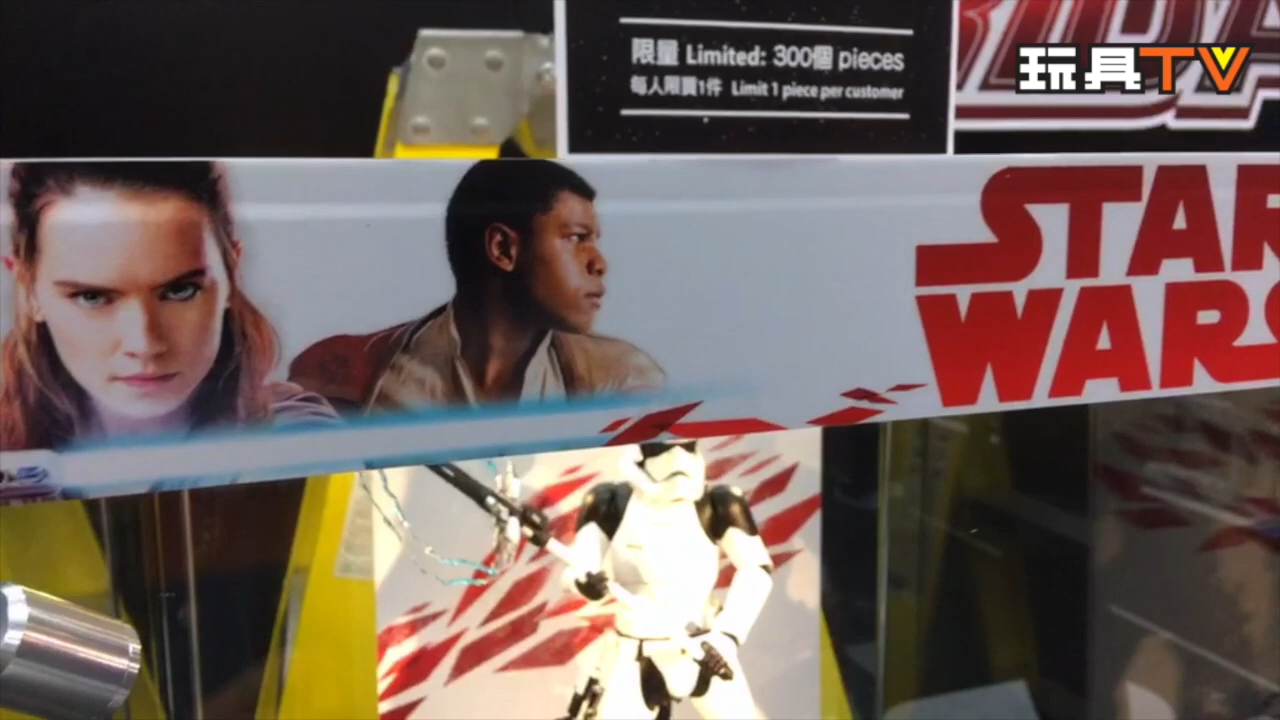 限量 Limited: 300個 pieces
每人限買1件 Limit 1 piece per customer
玩具TV
STAR
WARS